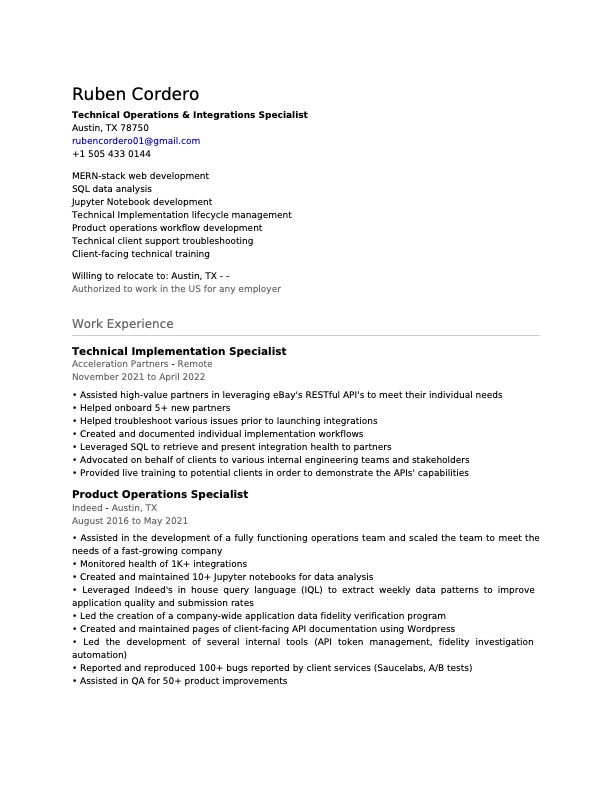 Ruben Cordero
Technical Operations & Integrations Specialist
Austin, TX 78750
rubencordero01@gmail.com
+1 505 433 0144
MERN-stack web development
SQL data analysis
Jupyter Notebook development
Technical Implementation lifecycle management
Product operations workflow development
Technical client support troubleshooting
Client-facing technical training
Willing to relocate to: Austin, TX - -
Authorized to work in the US for any employer
Work Experience
Technical Implementation Specialist
Acceleration Partners - Remote
November 2021 to April 2022
• Assisted high-value partners in leveraging eBay's RESTful API's to meet their individual needs
• Helped onboard 5+ new partners
• Helped troubleshoot various issues prior to launching integrations
• Created and documented individual implementation workflows
• Leveraged SQL to retrieve and present integration health to partners
• Advocated on behalf of clients to various internal engineering teams and stakeholders
• Provided live training to potential clients in order to demonstrate the APIs' capabilities
Product Operations Specialist
Indeed - Austin, TX
August 2016 to May 2021
• Assisted in the development of a fully functioning operations team and scaled the team to meet the
needs of a fast-growing company
• Monitored health of 1K+ integrations
• Created and maintained 10+ Jupyter notebooks for data analysis
• Leveraged Indeed's in house query language (IQL) to extract weekly data patterns to improve
application quality and submission rates
• Led the creation of a company-wide application data fidelity verification program
• Created and maintained pages of client-facing API documentation using Wordpress
• Led the development of several internal tools (API token management, fidelity investigation
automation)
• Reported and reproduced 100+ bugs reported by client services (Saucelabs, A/B tests)
• Assisted in QA for 50+ product improvements